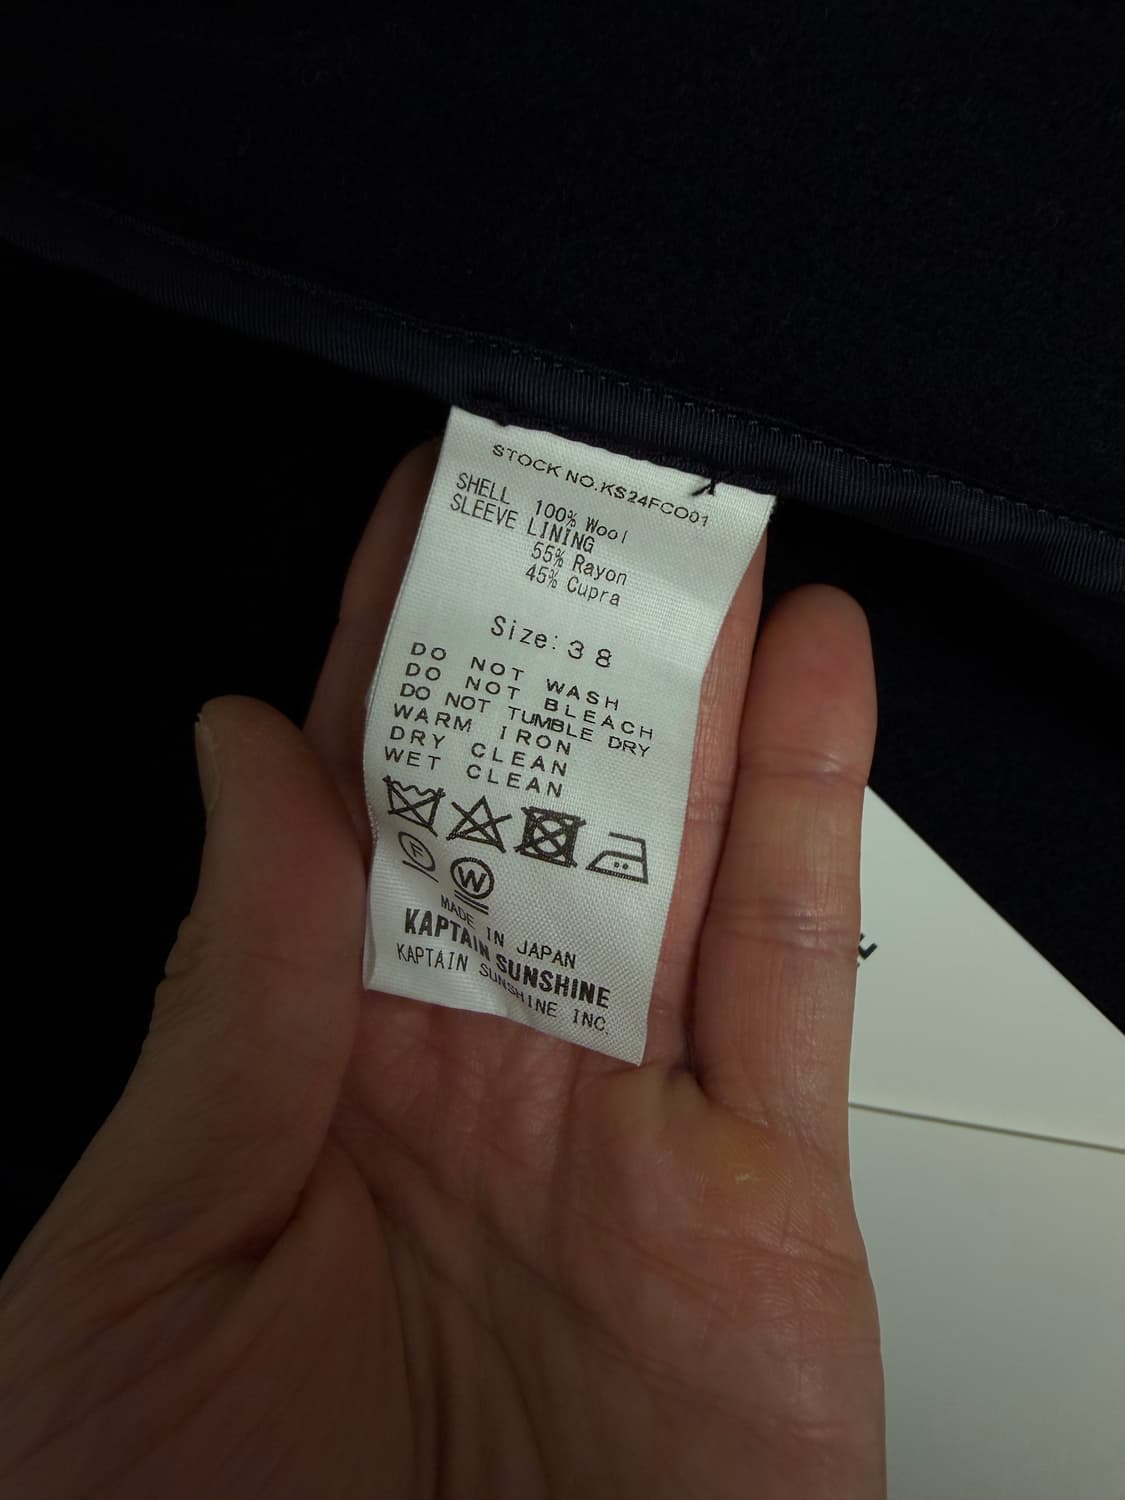 STOCK NO.KS24FCO01
SHELL
100% Wool
SLEEVE LINING
55% Rayon
45% Cupra
Size:38
DO NOT WASH
DO NOT BLEACH
DO NOT TUMBLE DRY
WARM IRON
DRY CLEAN
WET CLEAN
F
W
MADE IN JAPAN
KAPTAIN SUNSHINE
KAPTAIN SUNSHINE INC.